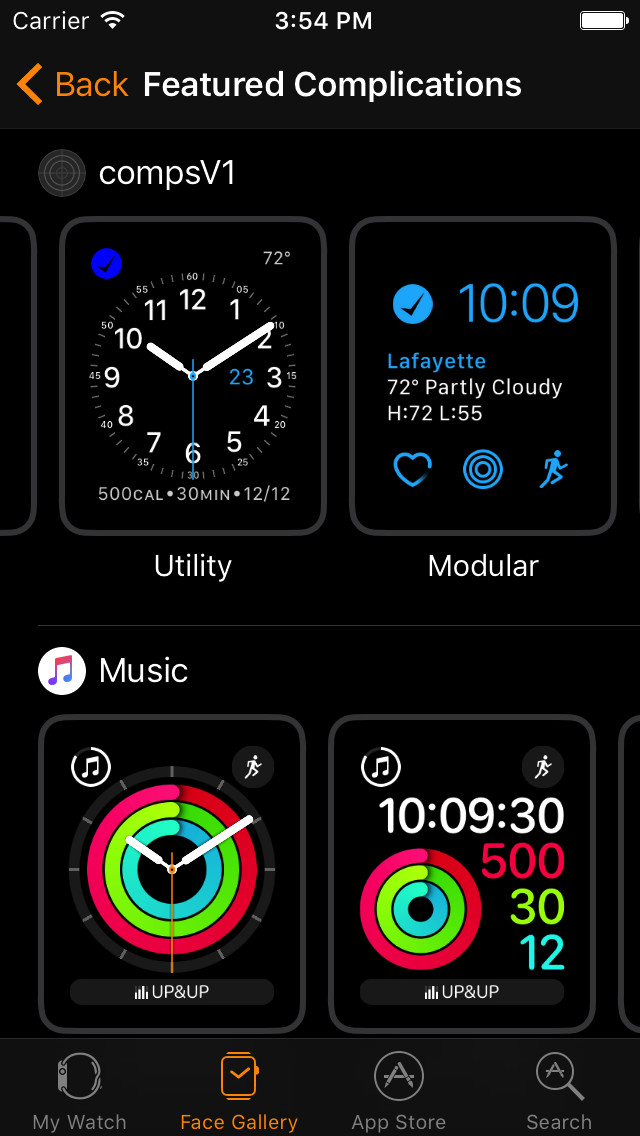 Carrier 3:54 PM
Back Featured Complications
compsV1
72°
60
55 05
11 12 1
50 10 2 10
45 9 23 3 15
40 8 4 20
35 7 6 5 25
30
500CAL•30MIN•12/12
Utility
10:09
Lafayette
72° Partly Cloudy
H:72 L:55
Modular
Music
UP&UP
10:09:30
500
30
12
UP&UP
My Watch Face Gallery App Store Search